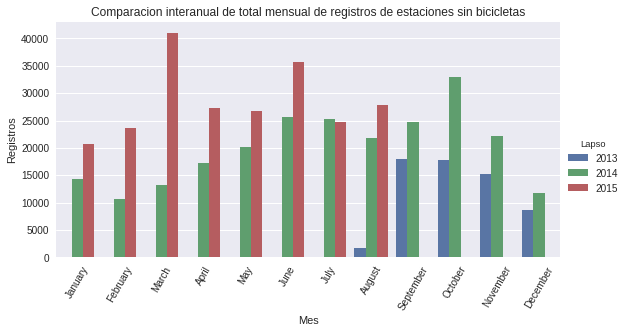 Comparacion interanual de total mensual de registros de estaciones sin bicicletas
40000
35000
30000
25000
20000
15000
10000
5000
0
Registros
January
February
March
April
May
June
July
August
September
October
November
December
Mes
Lapso
2013
2014
2015